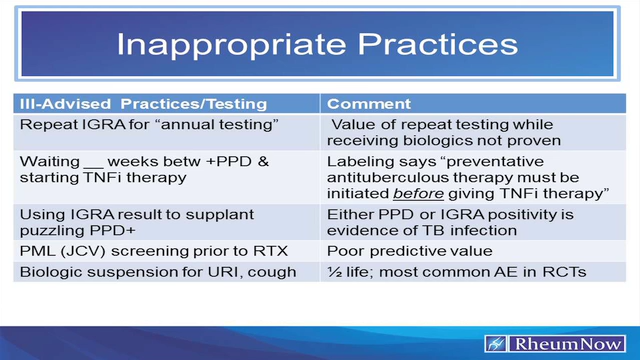 Inappropriate Practices
Ill-Advised Practices/Testing
Comment
Repeat IGRA for “annual testing”
Value of repeat testing while
receiving biologics not proven
Waiting __ weeks betw +PPD &
starting TNFi therapy
Labeling says “preventative
antituberculous therapy must be
initiated before giving TNFi therapy”
Using IGRA result to supplant
puzzling PPD+
Either PPD or IGRA positivity is
evidence of TB infection
PML (JCV) screening prior to RTX
Poor predictive value
Biologic suspension for URI, cough
½ life; most common AE in RCTs
RheumNow